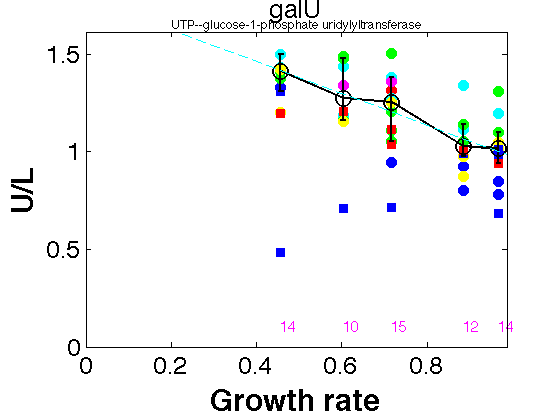 galU
UTP--glucose-1-phosphate uridylyltransferase
1.5
1
0.5
0
U/L
14 10 15 12 14
0 0.2 0.4 0.6 0.8
Growth rate